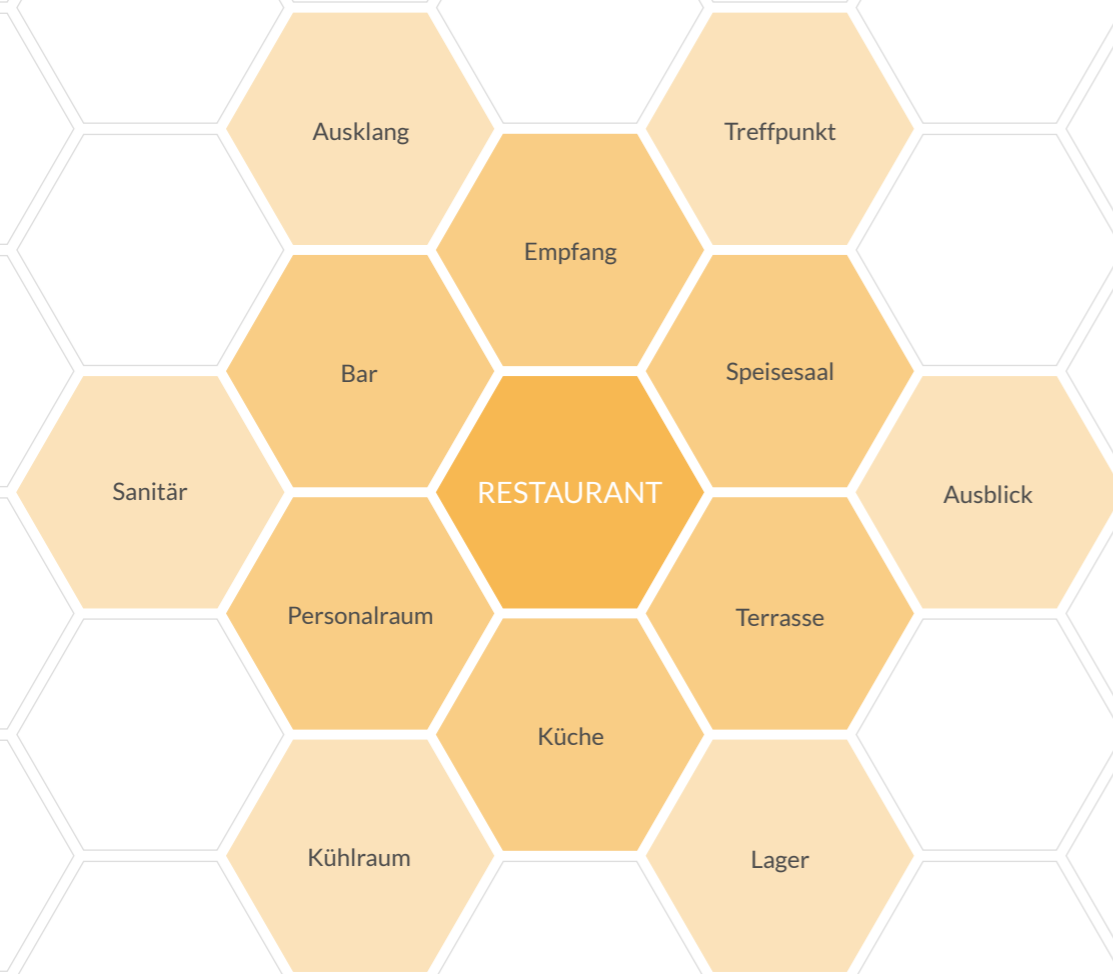 Ausklang
Treffpunkt
Empfang
Bar
Speisesaal
Sanitär
RESTAURANT
Ausblick
Personalraum
Terrasse
Küche
Kühlraum
Lager